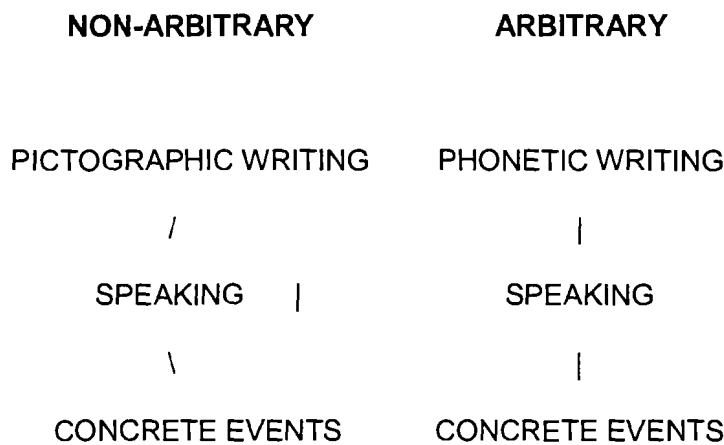 NON-ARBITRARY ARBITRARY
PICTOGRAPHIC WRITING PHONETIC WRITING
/ |
SPEAKING | SPEAKING
\ |
CONCRETE EVENTS CONCRETE EVENTS